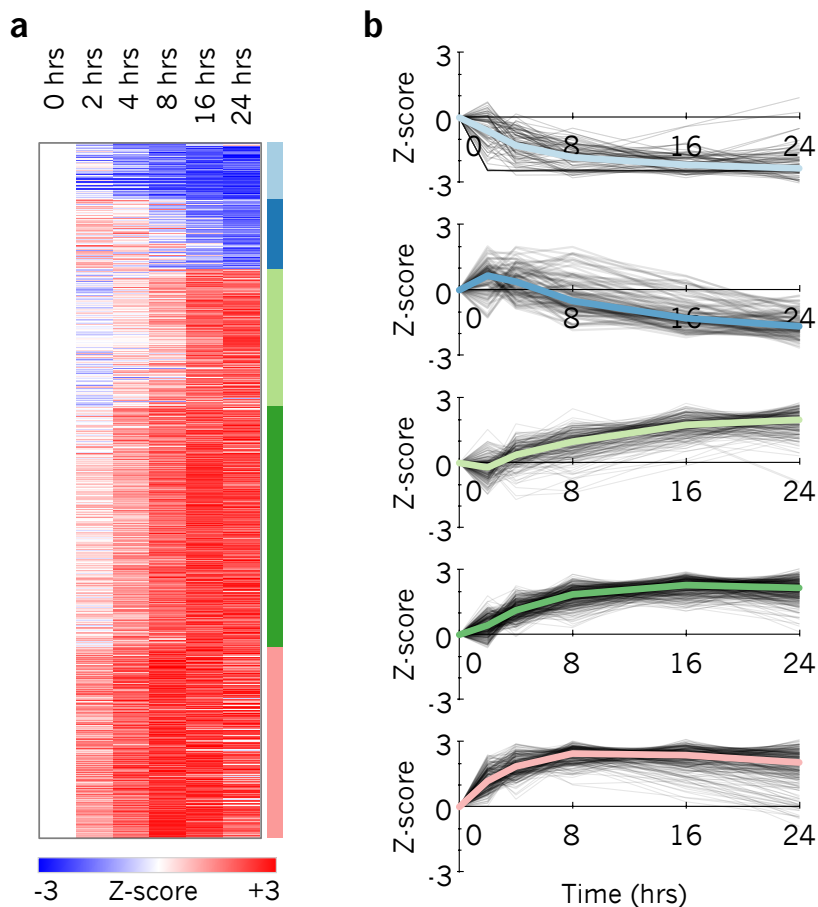 a
0 hrs
2 hrs
4 hrs
8 hrs
16 hrs
24 hrs
-3 Z-score +3
b
Z-score
3
0
-3
0 8 16 24
Z-score
3
0
-3
0 8 16 24
Z-score
3
0
-3
0 8 16 24
Z-score
3
0
-3
0 8 16 24
Z-score
3
0
-3
0 8 16 24
Time (hrs)